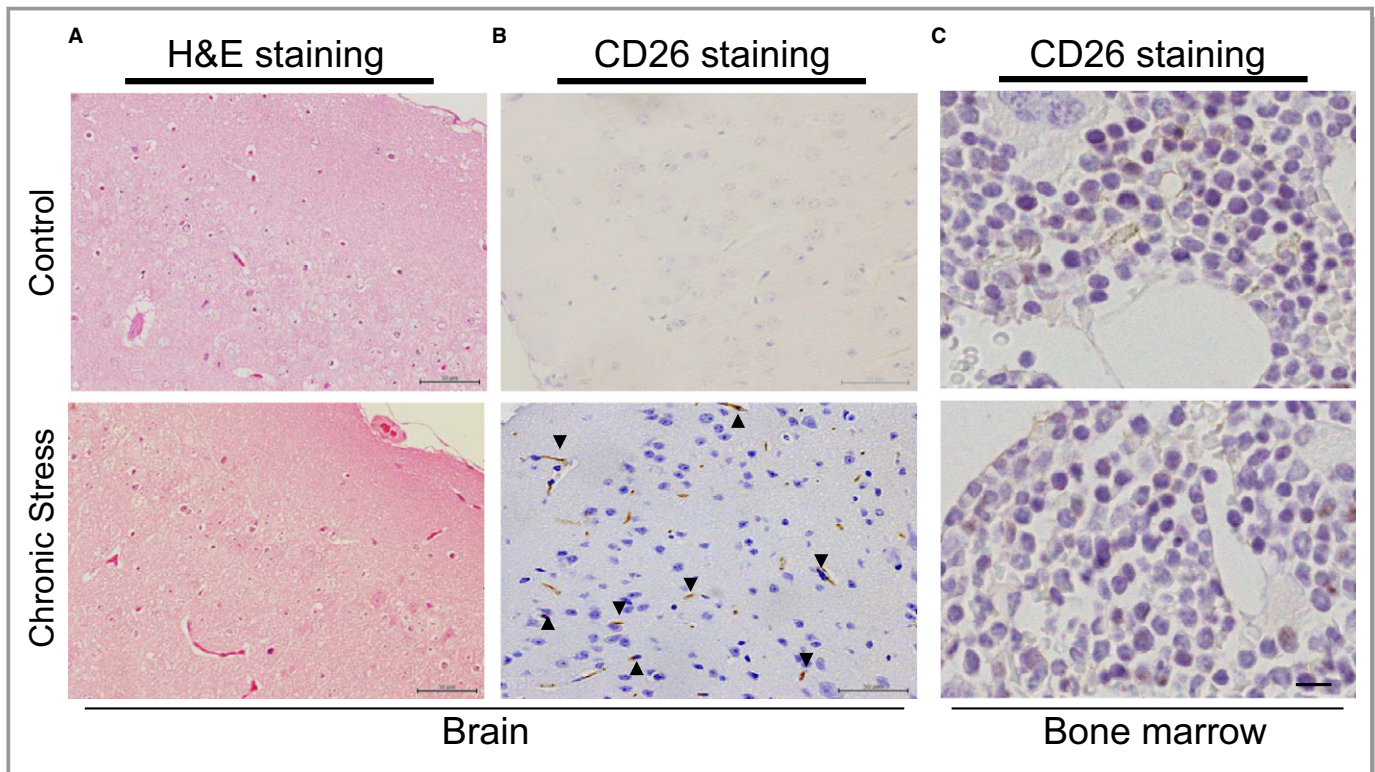 A
H&E staining
B
CD26 staining
C
CD26 staining
Control
Chronic Stress
Brain
Bone marrow